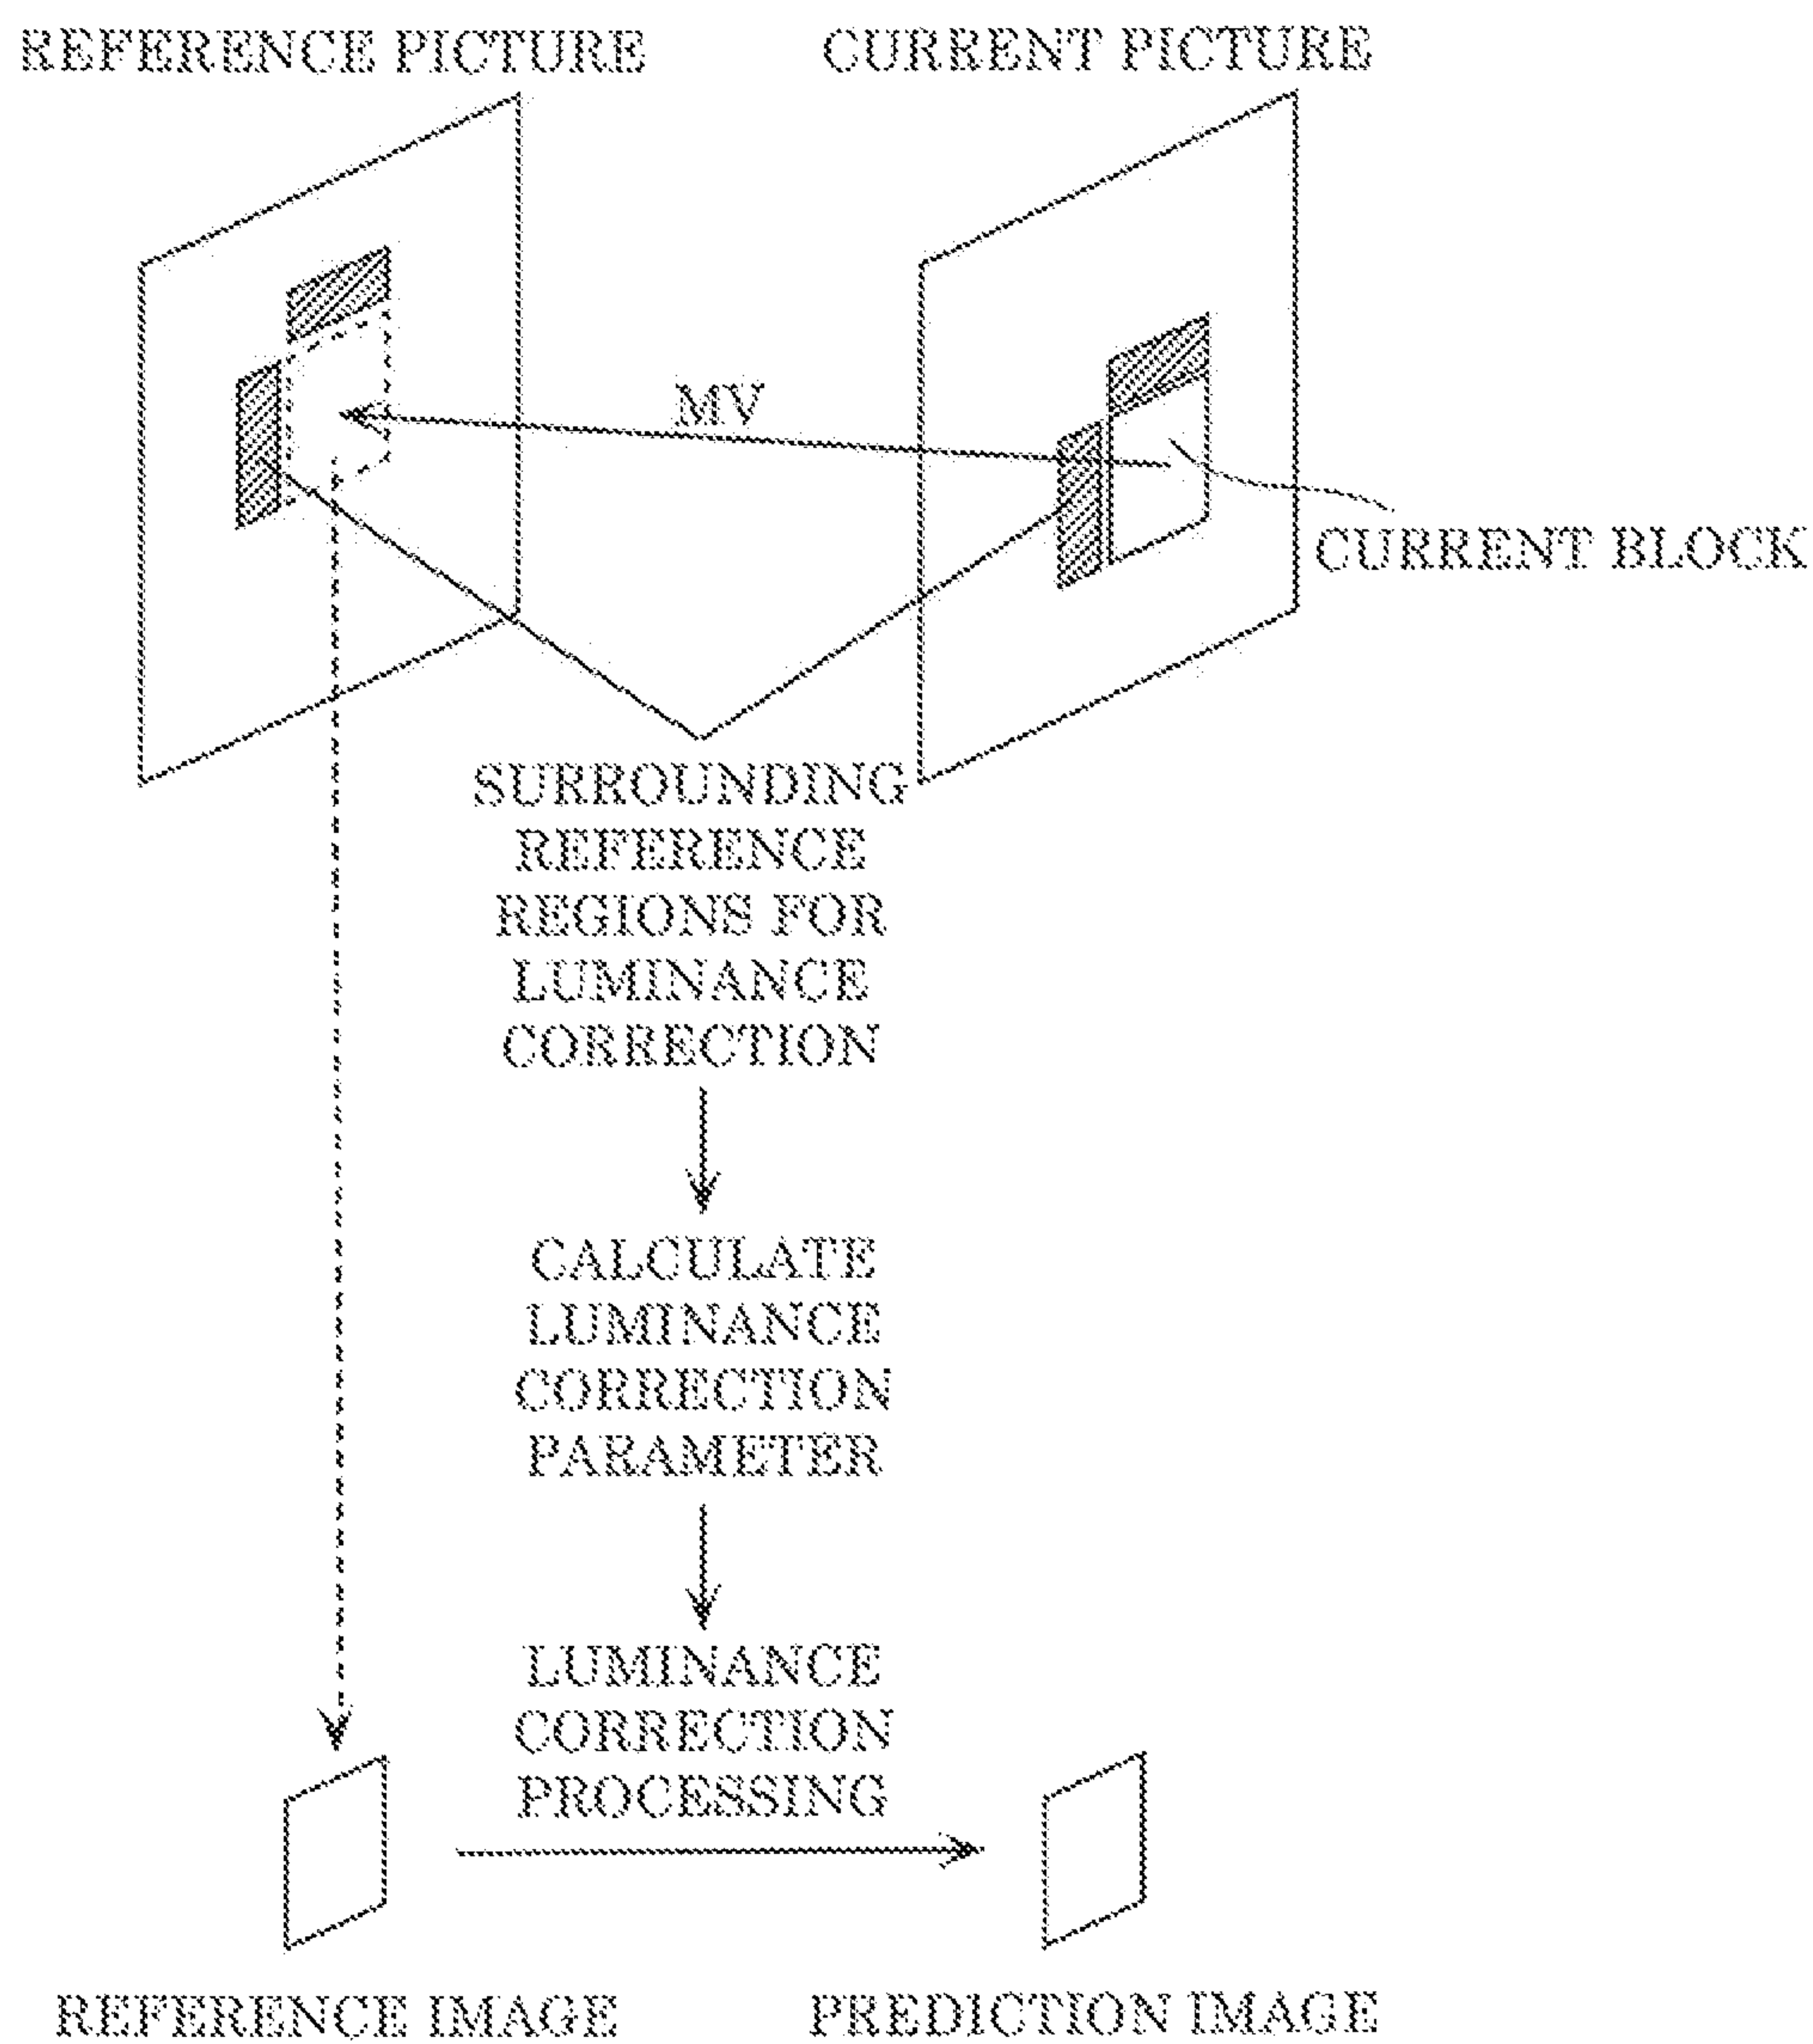 REFERENCE PICTURE
CURRENT PICTURE
MV
CURRENT BLOCK
SURROUNDING
REFERENCE
REGIONS FOR
LUMINANCE
CORRECTION
CALCULATE
LUMINANCE
CORRECTION
PARAMETER
LUMINANCE
CORRECTION
PROCESSING
REFERENCE IMAGE
PREDICTION IMAGE